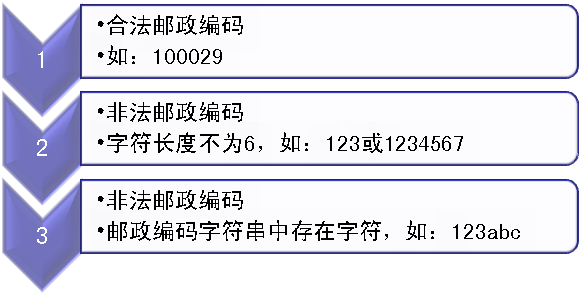 1
•合法邮政编码
•如：100029
2
•非法邮政编码
•字符长度不为6，如：123或1234567
3
•非法邮政编码
•邮政编码字符串中存在字符，如：123abc